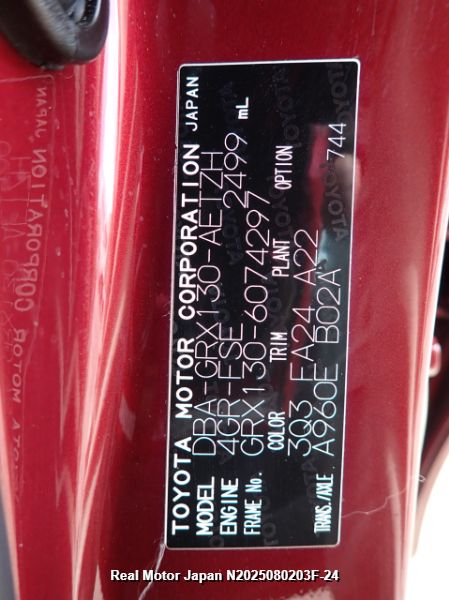 TOYOTA MOTOR CORPORATION JAPAN
MODEL DBA-GRX130-AETZH
ENGINE 4GR-FSE 2499 mL
FRAME No. GRX130-6074297
COLOR TRIM PLANT OPTION
3Q3 FA24 A22
TRANS./AXLE. A960E B02A 744
Real Motor Japan N2025080203F-24